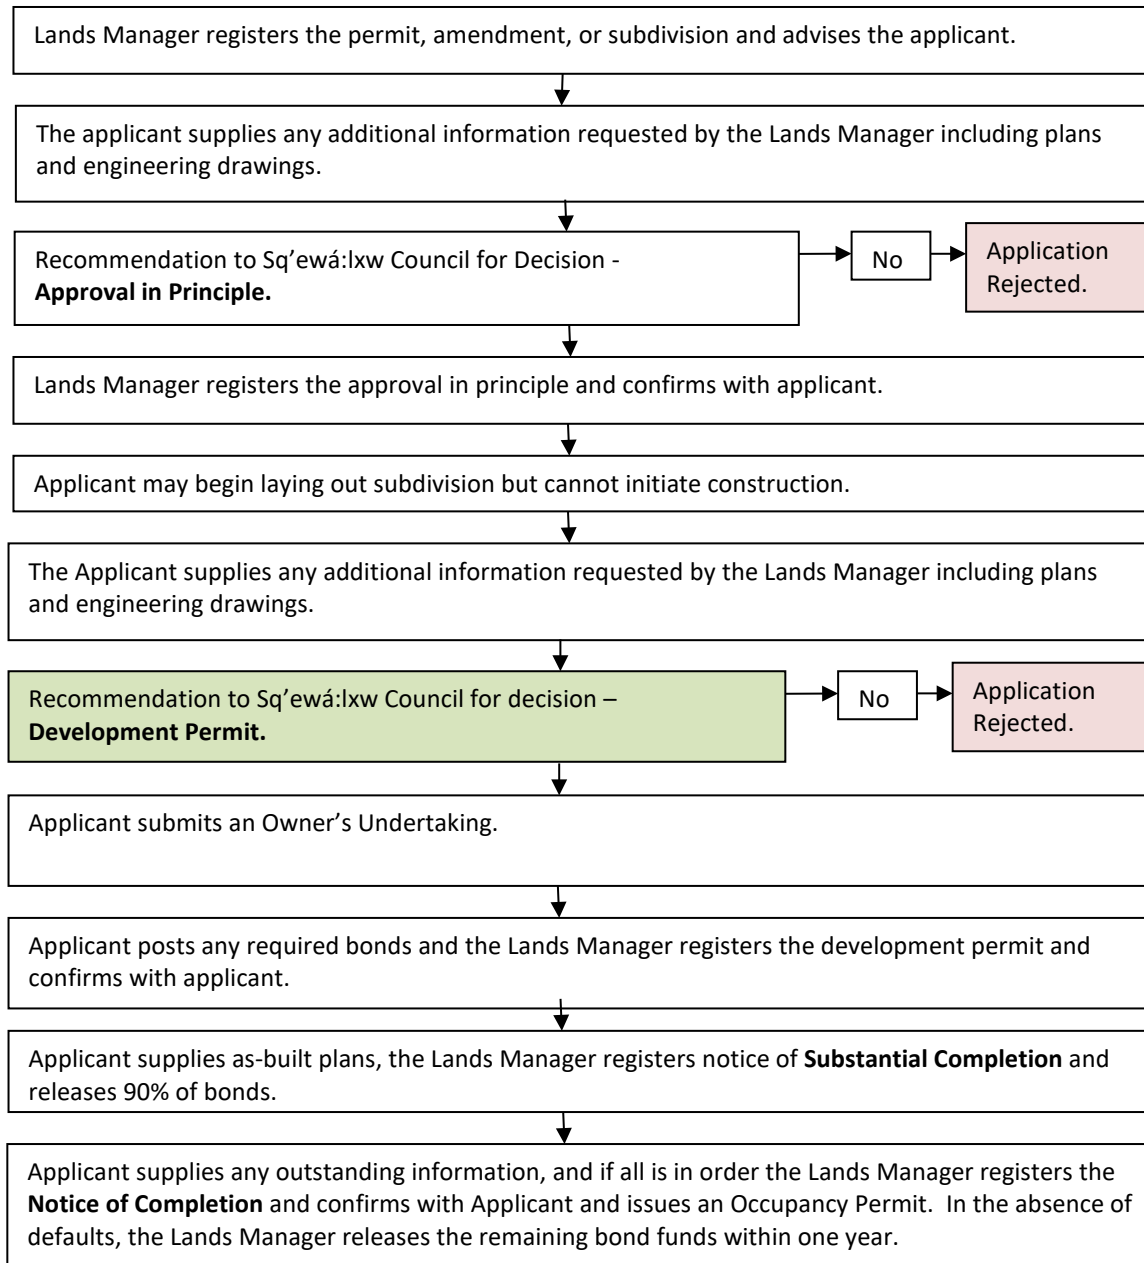 Lands Manager registers the permit, amendment, or subdivision and advises the applicant.
The applicant supplies any additional information requested by the Lands Manager including plans
and engineering drawings.
Recommendation to Sq'ewá:lxw Council for Decision -
Approval in Principle.
No
Application
Rejected.
Lands Manager registers the approval in principle and confirms with applicant.
Applicant may begin laying out subdivision but cannot initiate construction.
The Applicant supplies any additional information requested by the Lands Manager including plans
and engineering drawings.
Recommendation to Sq'ewá:lxw Council for decision –
Development Permit.
No
Application
Rejected.
Applicant submits an Owner's Undertaking.
Applicant posts any required bonds and the Lands Manager registers the development permit and
confirms with applicant.
Applicant supplies as-built plans, the Lands Manager registers notice of Substantial Completion and
releases 90% of bonds.
Applicant supplies any outstanding information, and if all is in order the Lands Manager registers the
Notice of Completion and confirms with Applicant and issues an Occupancy Permit.  In the absence of
defaults, the Lands Manager releases the remaining bond funds within one year.